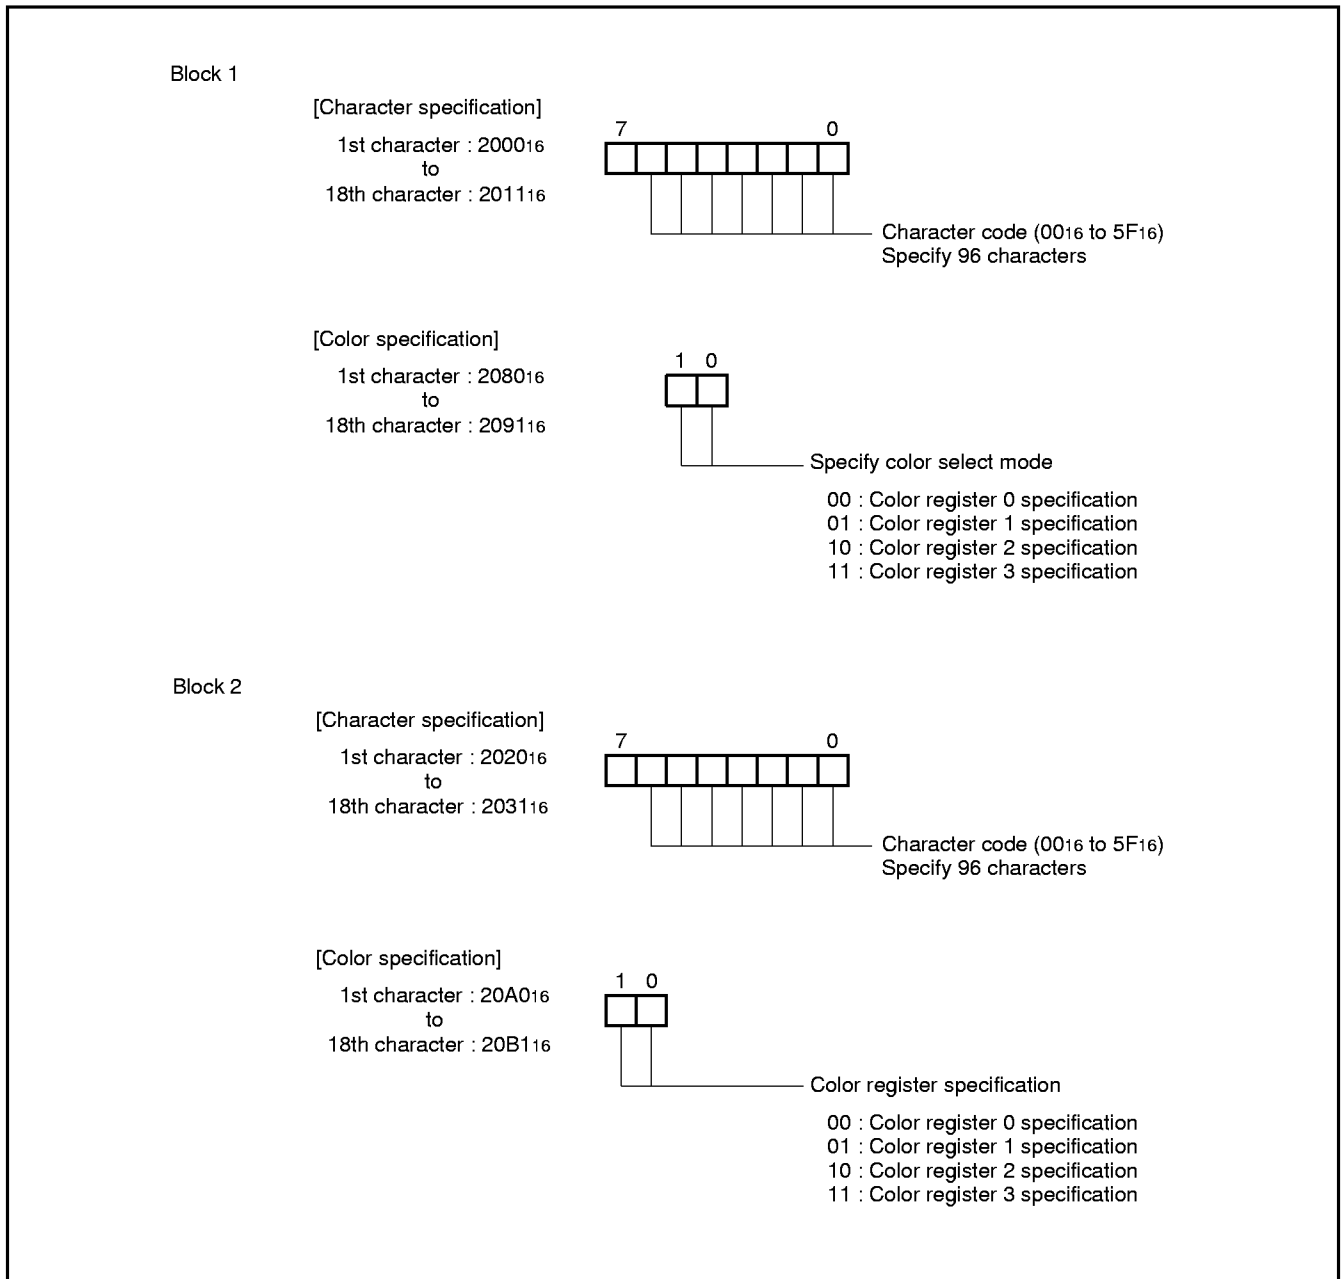 Block 1
[Character specification]
1st character : 200016
to
18th character : 201116
7 0
Character code (0016 to 5F16)
Specify 96 characters
[Color specification]
1st character : 208016
to
18th character : 209116
1 0
Specify color select mode
00 : Color register 0 specification
01 : Color register 1 specification
10 : Color register 2 specification
11 : Color register 3 specification
Block 2
[Character specification]
1st character : 202016
to
18th character : 203116
7 0
Character code (0016 to 5F16)
Specify 96 characters
[Color specification]
1st character : 20A016
to
18th character : 20B116
1 0
Color register specification
00 : Color register 0 specification
01 : Color register 1 specification
10 : Color register 2 specification
11 : Color register 3 specification